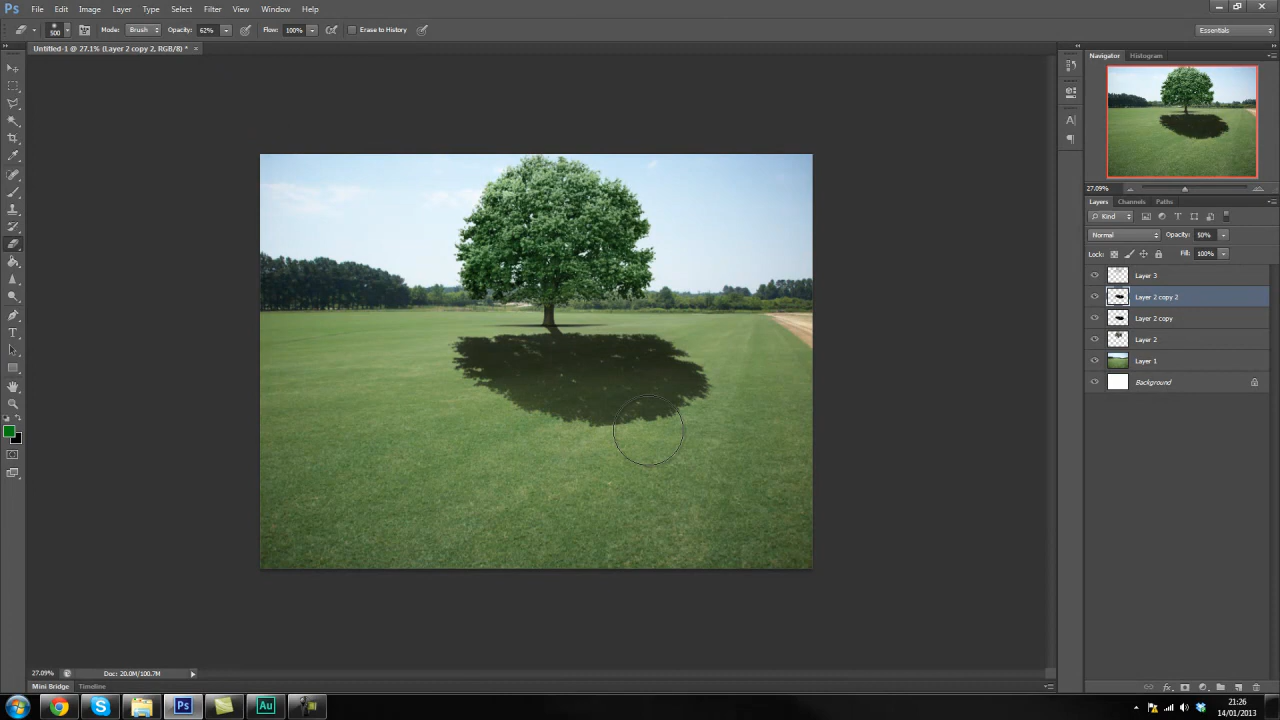 Ps File Edit Image Layer Type Select Filter View Window Help
500 Mode: Brush Opacity: 62% Flow: 100% Erase to History Essentials
Untitled-1 @ 27.1% (Layer 2 copy 2, RGB/8) * ×
Navigator Histogram
27.09%
Layers Channels Paths
Kind
Normal Opacity: 50%
Lock: Fill: 100%
Layer 3
Layer 2 copy 2
Layer 2 copy
Layer 2
Layer 1
Background
27.09% Doc: 20.0M/100.7M
Mini Bridge Timeline
Ps Au
21:26
14/01/2013